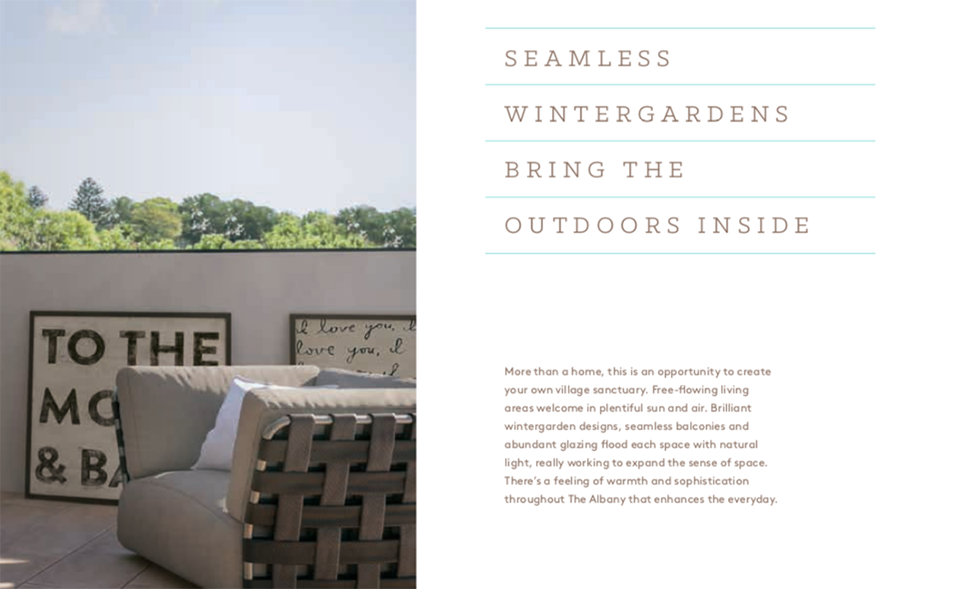 SEAMLESS
WINTERGARDENS
BRING THE
OUTDOORS INSIDE
More than a home, this is an opportunity to create
your own village sanctuary. Free-flowing living
areas welcome in plentiful sun and air. Brilliant
wintergarden designs, seamless balconies and
abundant glazing flood each space with natural
light, really working to expand the sense of space.
There's a feeling of warmth and sophistication
throughout The Albany that enhances the everyday.
TO THE
MO
& BA
I love you, I
love you, I